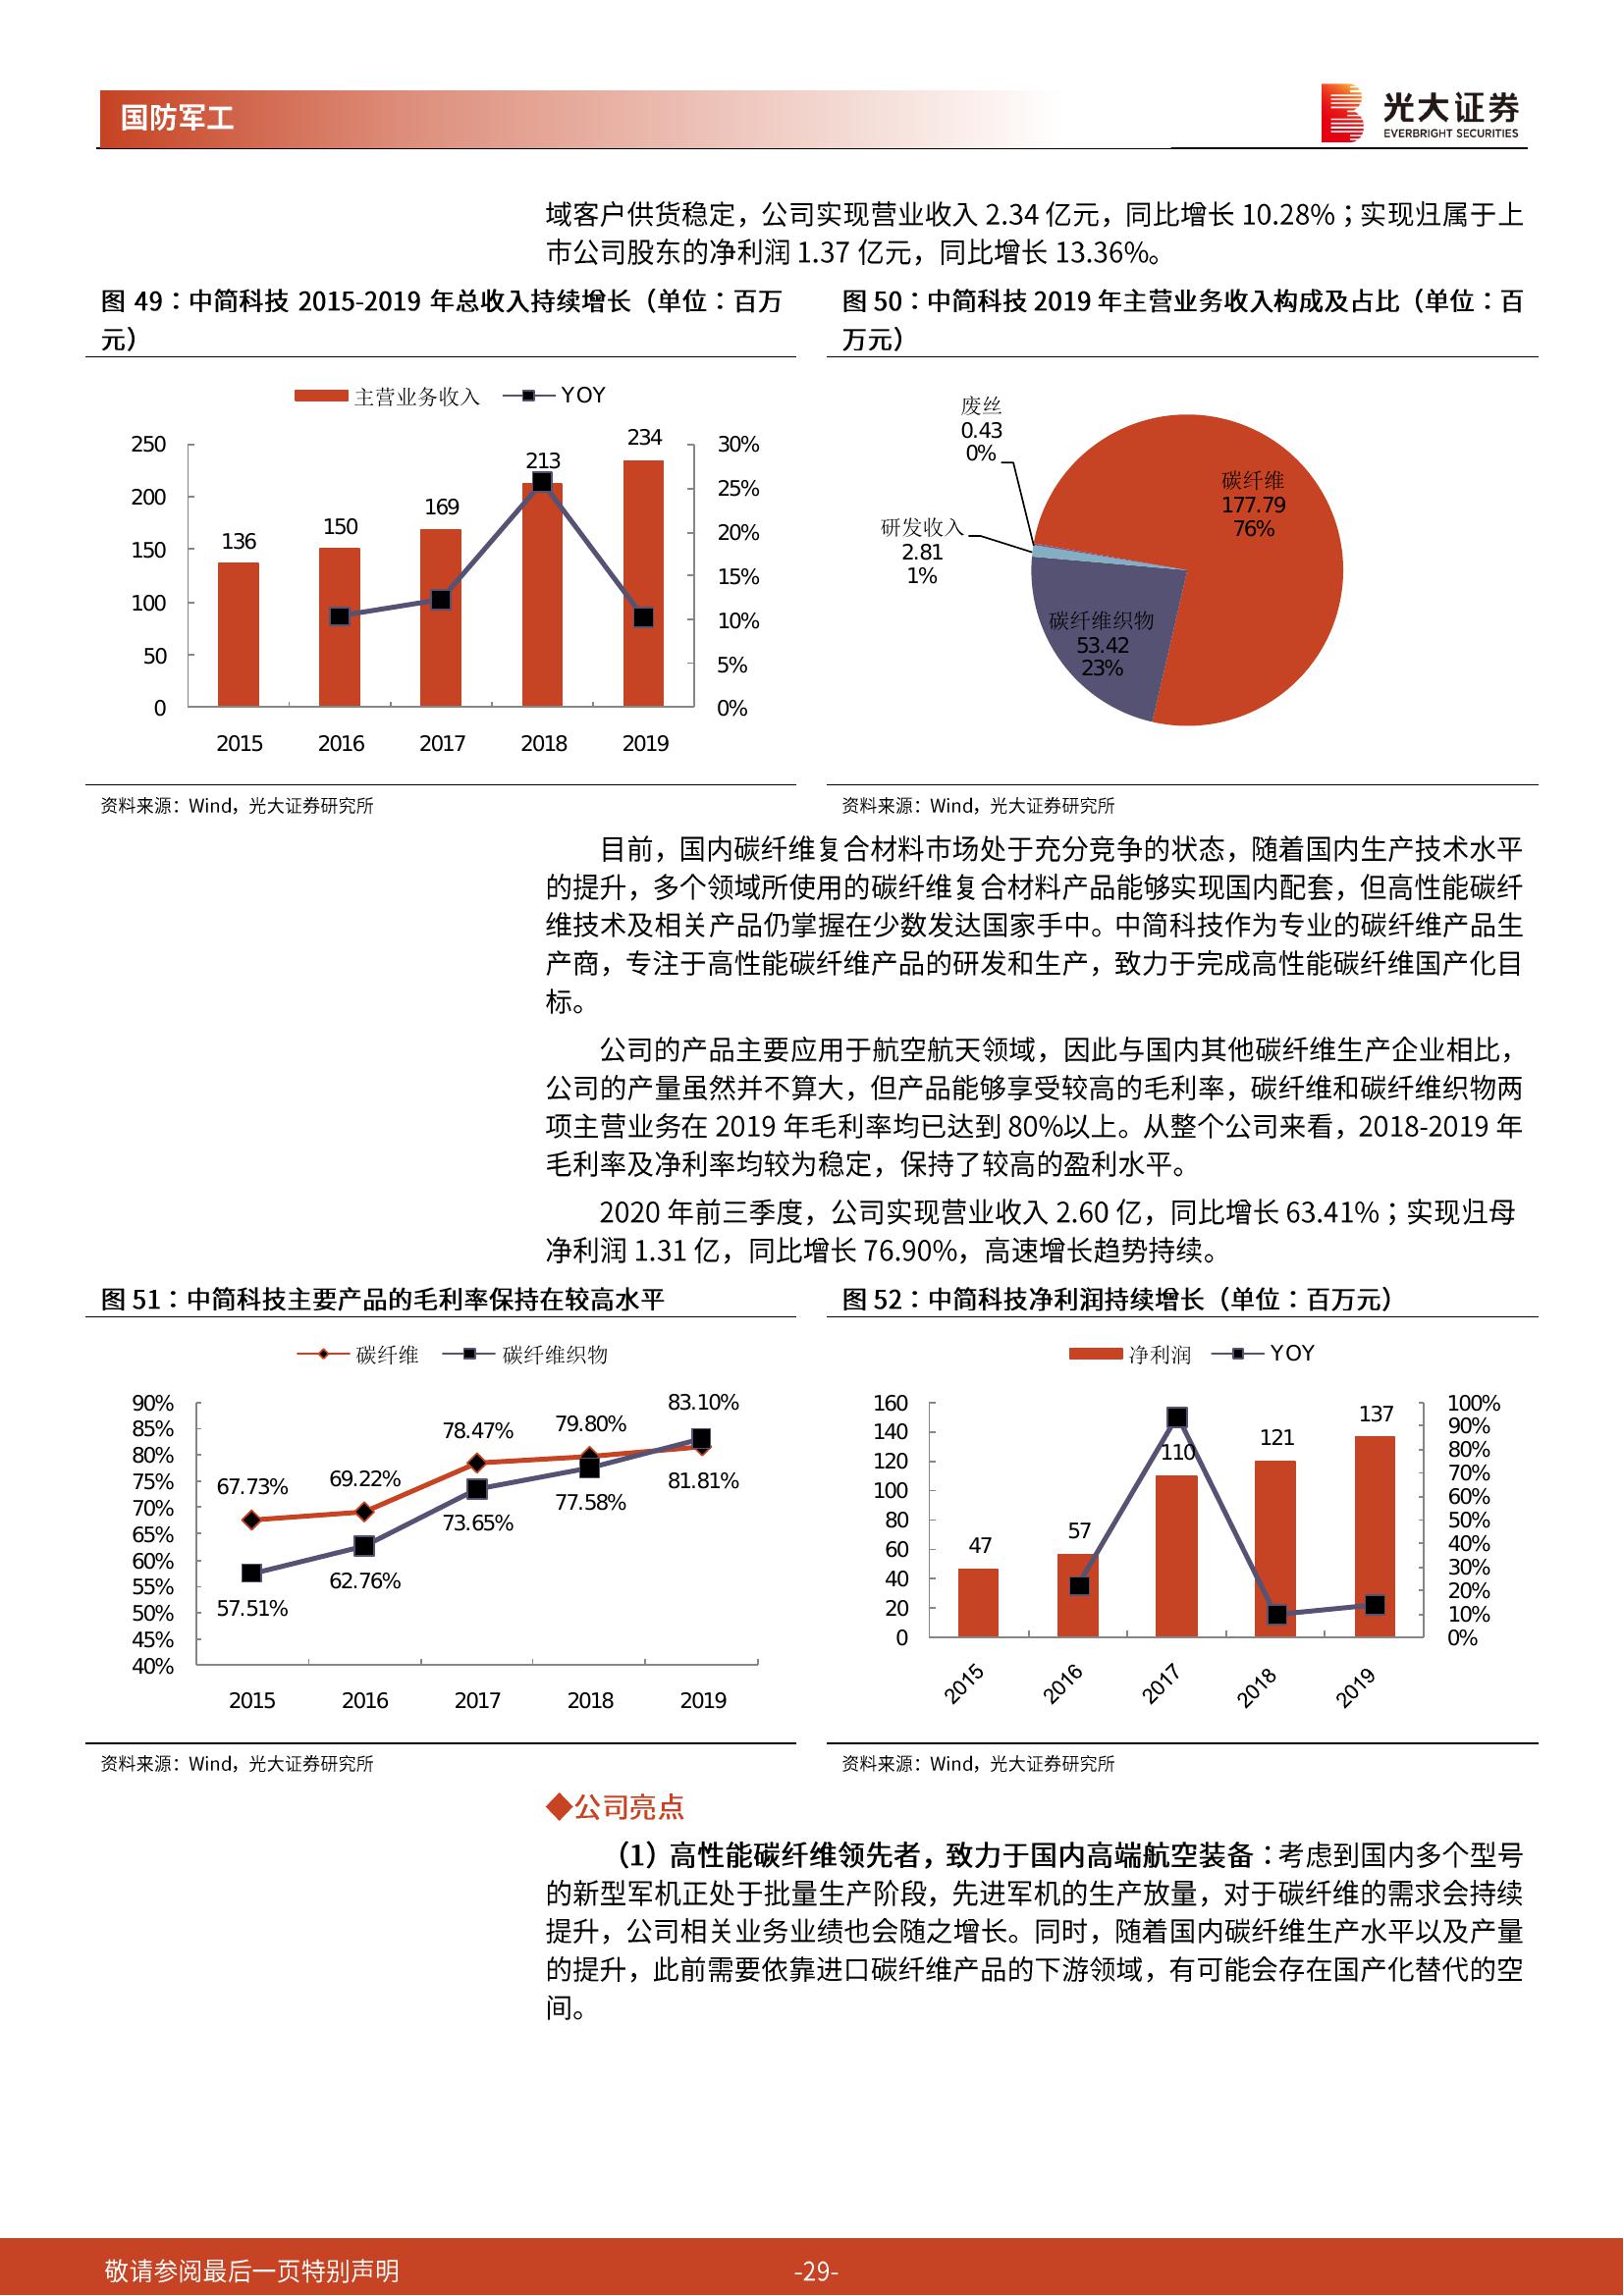 国防军工
光大证券
EVERBRIGHT SECURITIES
域客户供货稳定，公司实现营业收入 2.34 亿元，同比增长 10.28%；实现归属于上
市公司股东的净利润 1.37 亿元，同比增长 13.36%。
图 49：中简科技 2015-2019 年总收入持续增长（单位：百万
元）
主营业务收入 YOY
250
200
150
100
50
0
136
150
169
213
234
30%
25%
20%
15%
10%
5%
0%
2015 2016 2017 2018 2019
资料来源：Wind，光大证券研究所
图 50：中简科技 2019 年主营业务收入构成及占比（单位：百
万元）
废丝
0.43
0%
碳纤维
177.79
76%
研发收入
2.81
1%
碳纤维织物
53.42
23%
资料来源：Wind，光大证券研究所
目前，国内碳纤维复合材料市场处于充分竞争的状态，随着国内生产技术水平
的提升，多个领域所使用的碳纤维复合材料产品能够实现国内配套，但高性能碳纤
维技术及相关产品仍掌握在少数发达国家手中。中简科技作为专业的碳纤维产品生
产商，专注于高性能碳纤维产品的研发和生产，致力于完成高性能碳纤维国产化目
标。
公司的产品主要应用于航空航天领域，因此与国内其他碳纤维生产企业相比，
公司的产量虽然并不算大，但产品能够享受较高的毛利率，碳纤维和碳纤维织物两
项主营业务在 2019 年毛利率均已达到 80%以上。从整个公司来看，2018-2019 年
毛利率及净利率均较为稳定，保持了较高的盈利水平。
2020 年前三季度，公司实现营业收入 2.60 亿，同比增长 63.41%；实现归母
净利润 1.31 亿，同比增长 76.90%，高速增长趋势持续。
图 51：中简科技主要产品的毛利率保持在较高水平
碳纤维 碳纤维织物
90%
85%
80%
75%
70%
65%
60%
55%
50%
45%
40%
67.73%
69.22%
78.47%
79.80%
83.10%
57.51%
62.76%
73.65%
77.58%
81.81%
2015 2016 2017 2018 2019
资料来源：Wind，光大证券研究所
图 52：中简科技净利润持续增长（单位：百万元）
净利润 YOY
160
140
120
100
80
60
40
20
0
47
57
110
121
137
100%
90%
80%
70%
60%
50%
40%
30%
20%
10%
0%
2015 2016 2017 2018 2019
资料来源：Wind，光大证券研究所
◆公司亮点
（1）高性能碳纤维领先者，致力于国内高端航空装备：考虑到国内多个型号
的新型军机正处于批量生产阶段，先进军机的生产放量，对于碳纤维的需求会持续
提升，公司相关业务业绩也会随之增长。同时，随着国内碳纤维生产水平以及产量
的提升，此前需要依靠进口碳纤维产品的下游领域，有可能会存在国产化替代的空
间。
敬请参阅最后一页特别声明
-29-